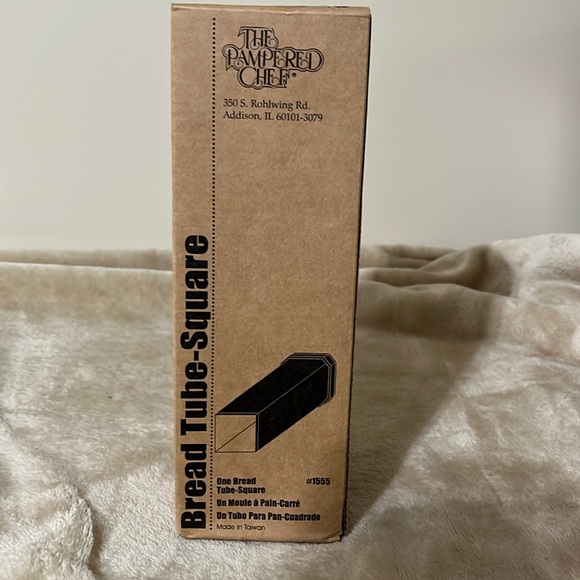 THE
PAMPERED
CHEF®
350 S. Rohlwing Rd.
Addison, IL 60101-3079
Bread Tube-Square
One Bread #1555
Tube-Square
Un Moule à Pain-Carré
Un Tubo Para Pan-Cuadrado
Made in Taiwan